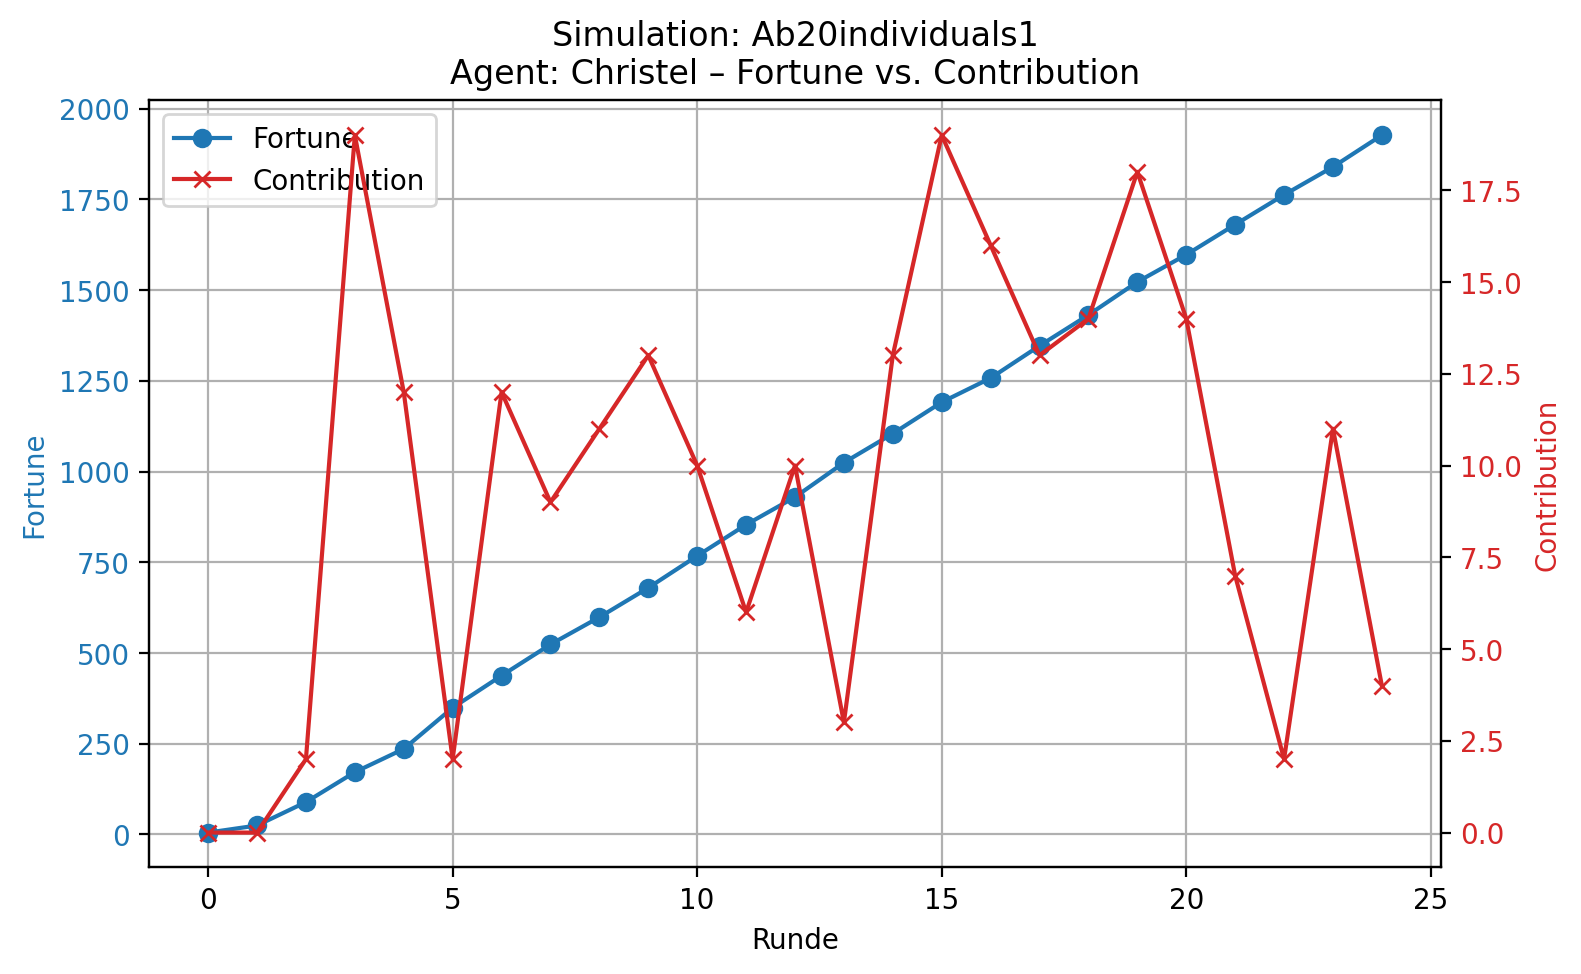 Simulation: Ab20individuals1
Agent: Christel – Fortune vs. Contribution
Fortune
Contribution
2000
1750
1500
1250
1000
750
500
250
0
Fortune
17.5
15.0
12.5
10.0
7.5
5.0
2.5
0.0
Contribution
0 5 10 15 20 25
Runde